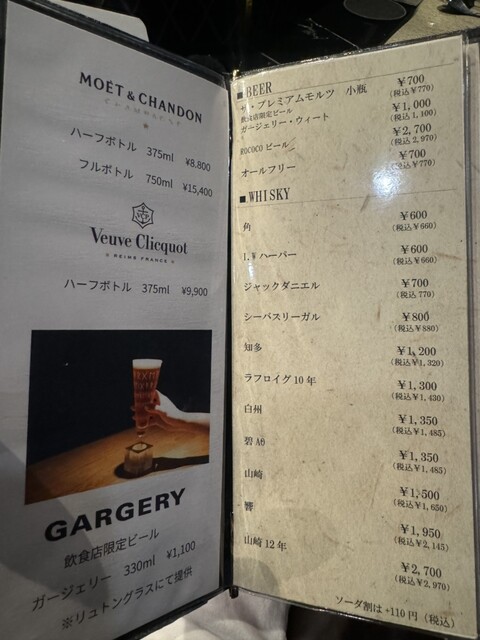 MOËT & CHANDON
CHAMPAGNE
ハーフボトル 375ml ¥8,800
フルボトル 750ml ¥15,400
Veuve Clicquot
REIMS FRANCE
ハーフボトル 375ml ¥9,900
GARGERY
飲食店限定ビール
ガージェリー 330ml ¥1,100
※リュトングラスにて提供
■BEER
ザ・プレミアムモルツ 小瓶 ¥700
(税込¥770)
飲食店限定ビール
ガージェリー・ウィート ¥1,000
(税込 1,100)
ROCOCO ビール ¥2,700
(税込 2,970)
オールフリー ¥700
(税込¥770)
■WHISKY
角 ¥600
(税込¥660)
I.W ハーパー ¥600
(税込¥660)
ジャックダニエル ¥700
(税込 770)
シーバスリーガル ¥800
(税込¥880)
知多 ¥1,200
(税込¥1,320)
ラフロイグ 10 年 ¥1,300
(税込¥1,430)
白州 ¥1,350
(税込¥1,485)
碧 Ao ¥1,350
(税込¥1,485)
山崎 ¥1,500
(税込¥1,650)
響 ¥1,950
(税込¥2,145)
山崎 12 年 ¥2,700
(税込¥2,970)
ソーダ割は +110 円（税込）